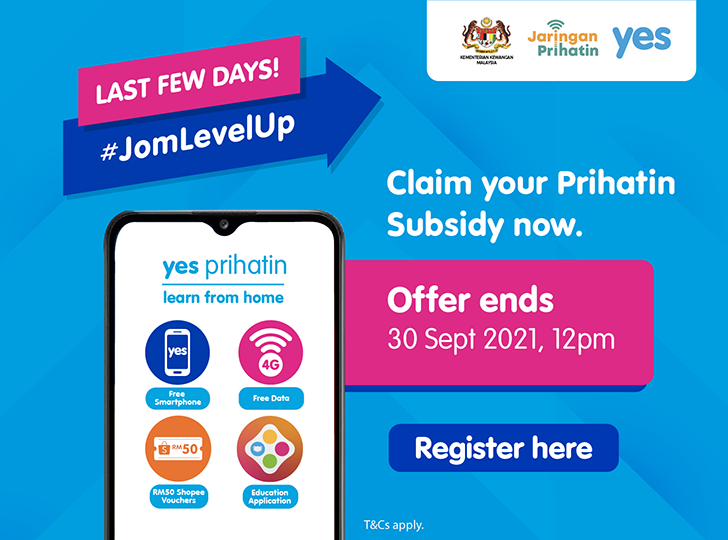 KEMENTERIAN KEWANGAN
MALAYSIA
Jaringan
Prihatin
yes
LAST FEW DAYS!
#JomLevelUp
Claim your Prihatin
Subsidy now.
Offer ends
30 Sept 2021, 12pm
Register here
yes prihatin
learn from home
yes
4G
Free
Smartphone
Free Data
RM50
RM50 Shopee
Vouchers
Education
Application
T&Cs apply.